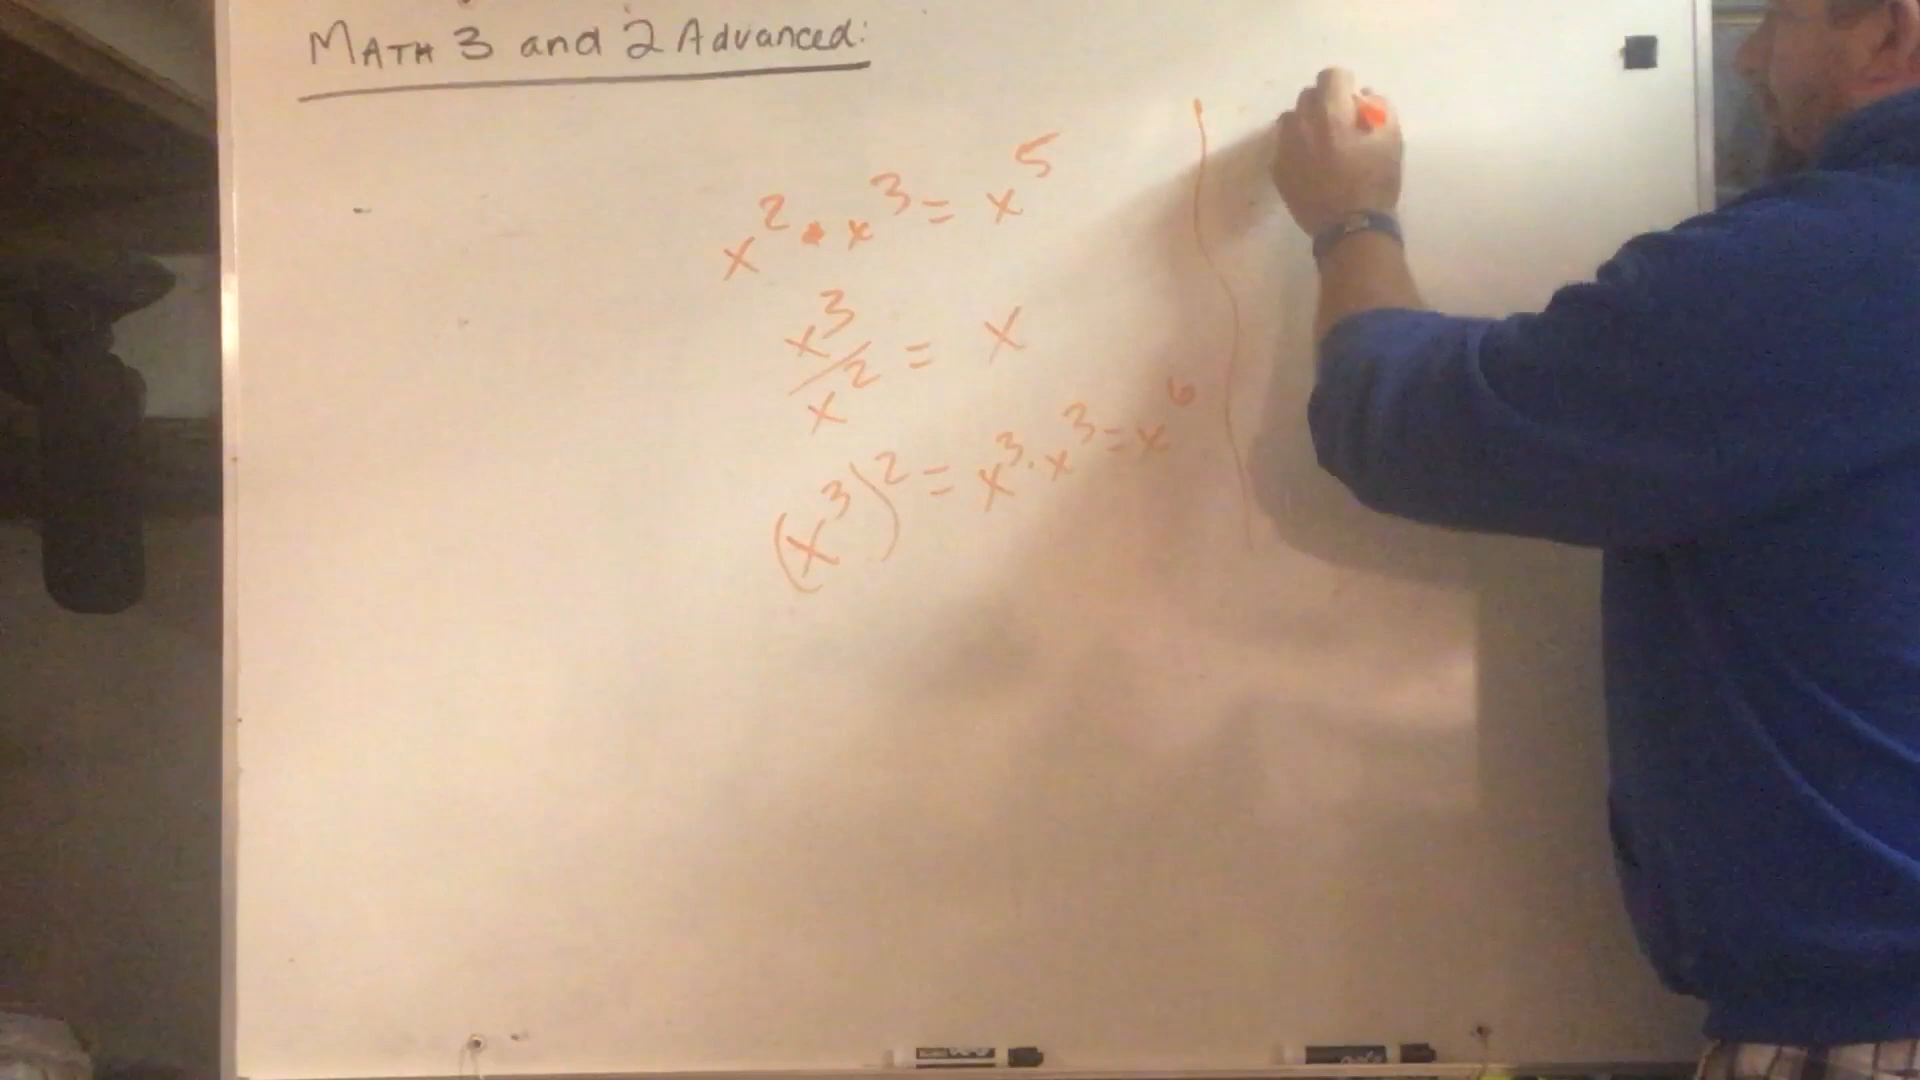 MATH 3 and 2 Advanced:
x² • x³ = x⁵
x³/x² = x
(x³)² = x³ · x³ = x⁶